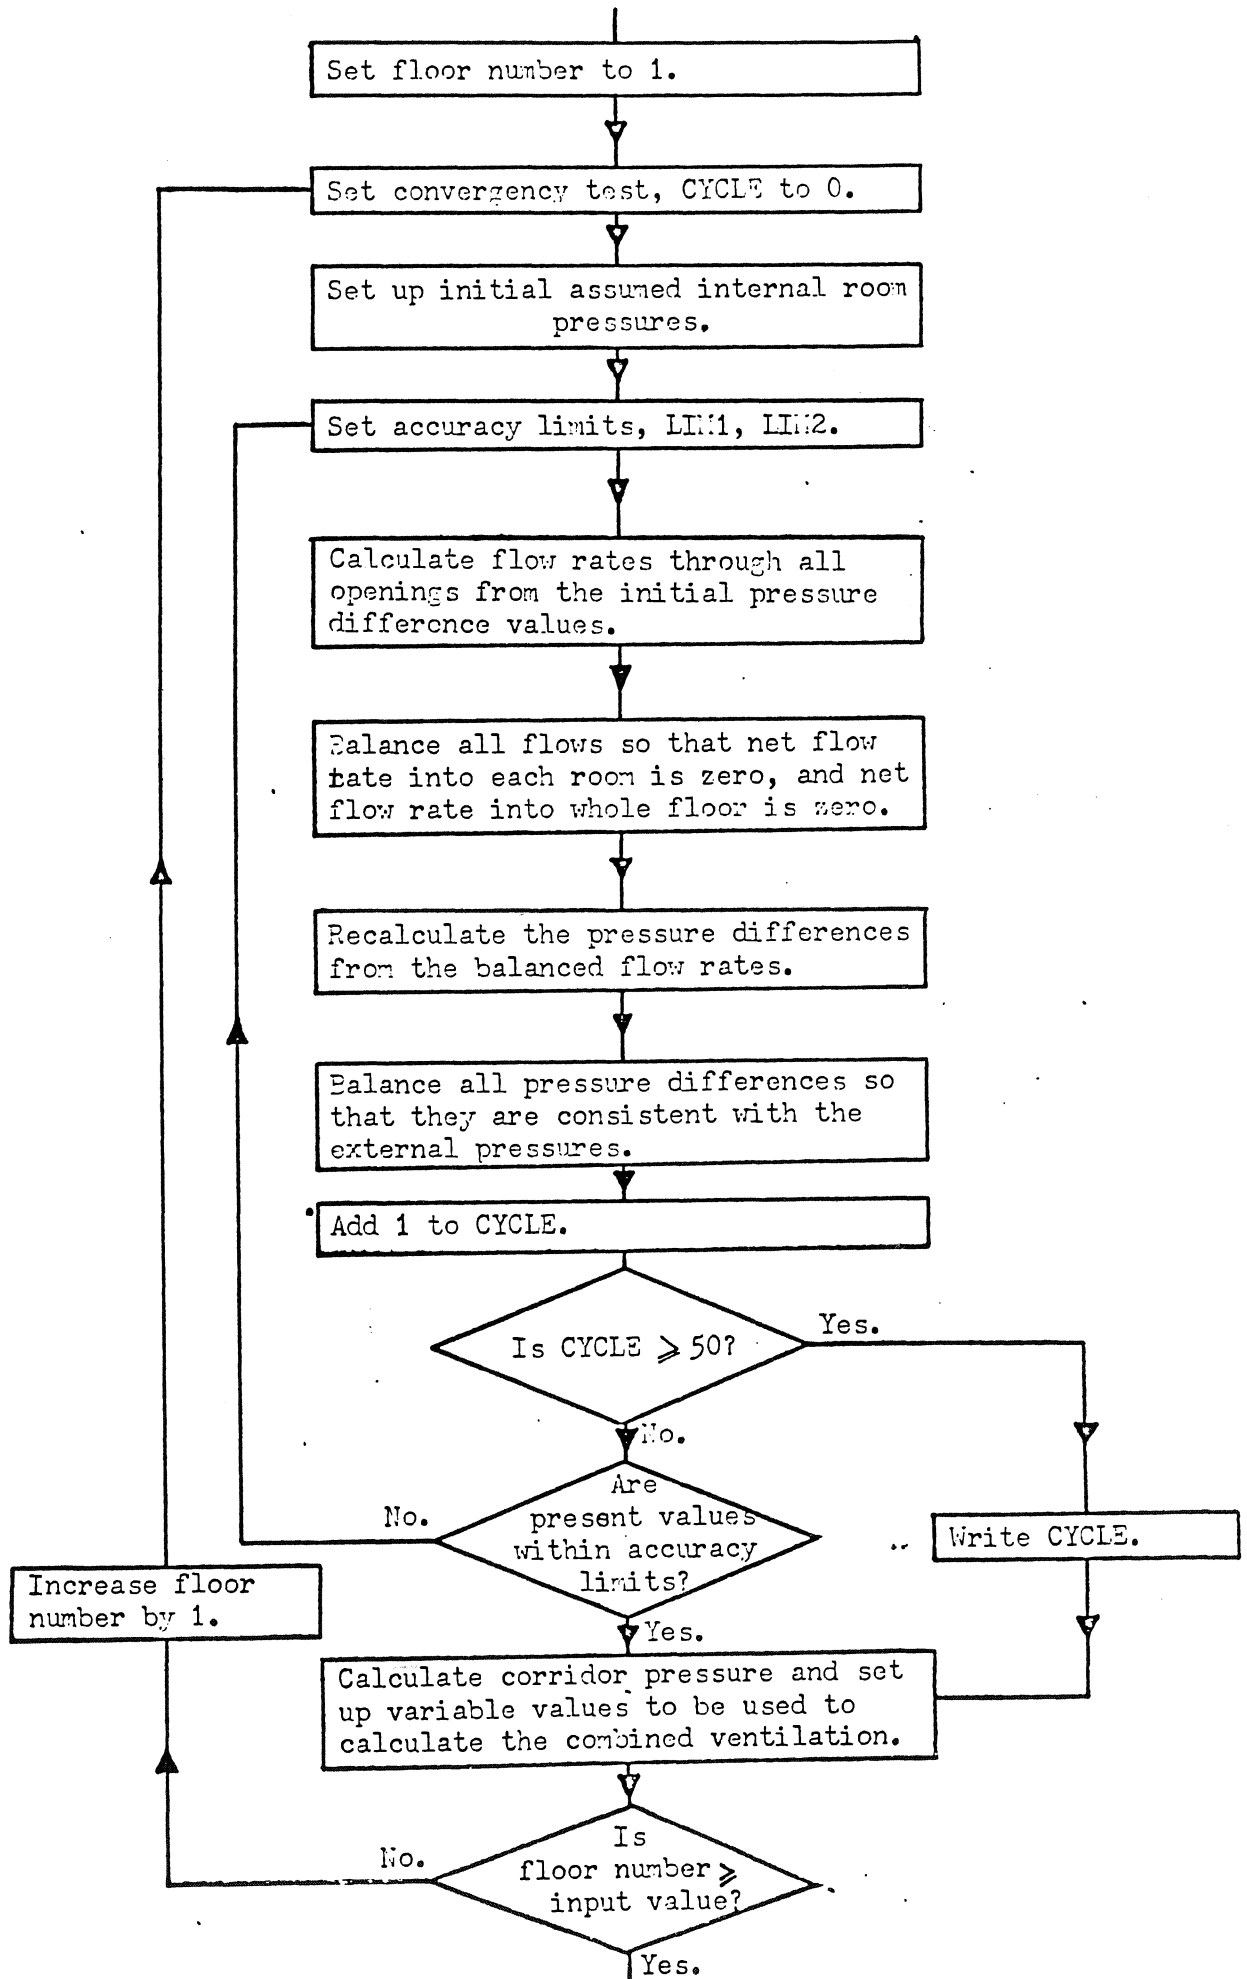 Set floor number to 1.
Set convergency test, CYCLE to 0.
Set up initial assumed internal room
pressures.
Set accuracy limits, LIM1, LIM2.
Calculate flow rates through all
openings from the initial pressure
difference values.
Balance all flows so that net flow
rate into each room is zero, and net
flow rate into whole floor is zero.
Recalculate the pressure differences
from the balanced flow rates.
Balance all pressure differences so
that they are consistent with the
external pressures.
Add 1 to CYCLE.
Is CYCLE ⩾ 50?
Yes.
No.
Are
present values
within accuracy
limits?
No.
Write CYCLE.
Increase floor
number by 1.
Yes.
Calculate corridor pressure and set
up variable values to be used to
calculate the combined ventilation.
Is
floor number ⩾
input value?
No.
Yes.